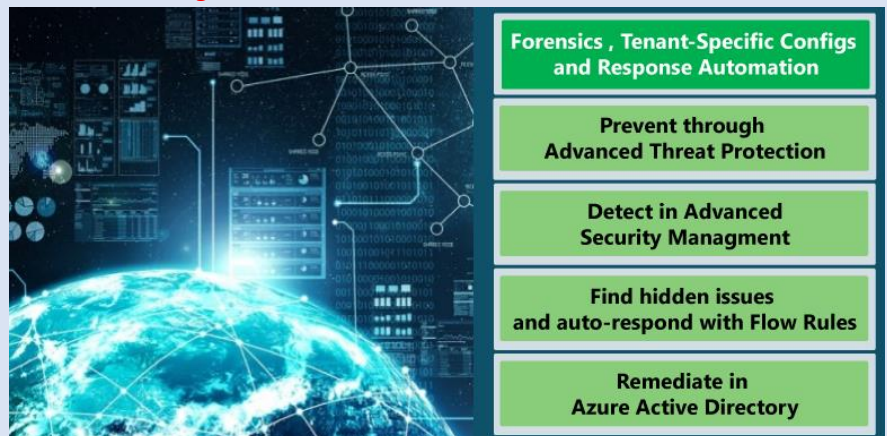 Forensics , Tenant-Specific Configs
and Response Automation
Prevent through
Advanced Threat Protection
Detect in Advanced
Security Managment
Find hidden issues
and auto-respond with Flow Rules
Remediate in
Azure Active Directory